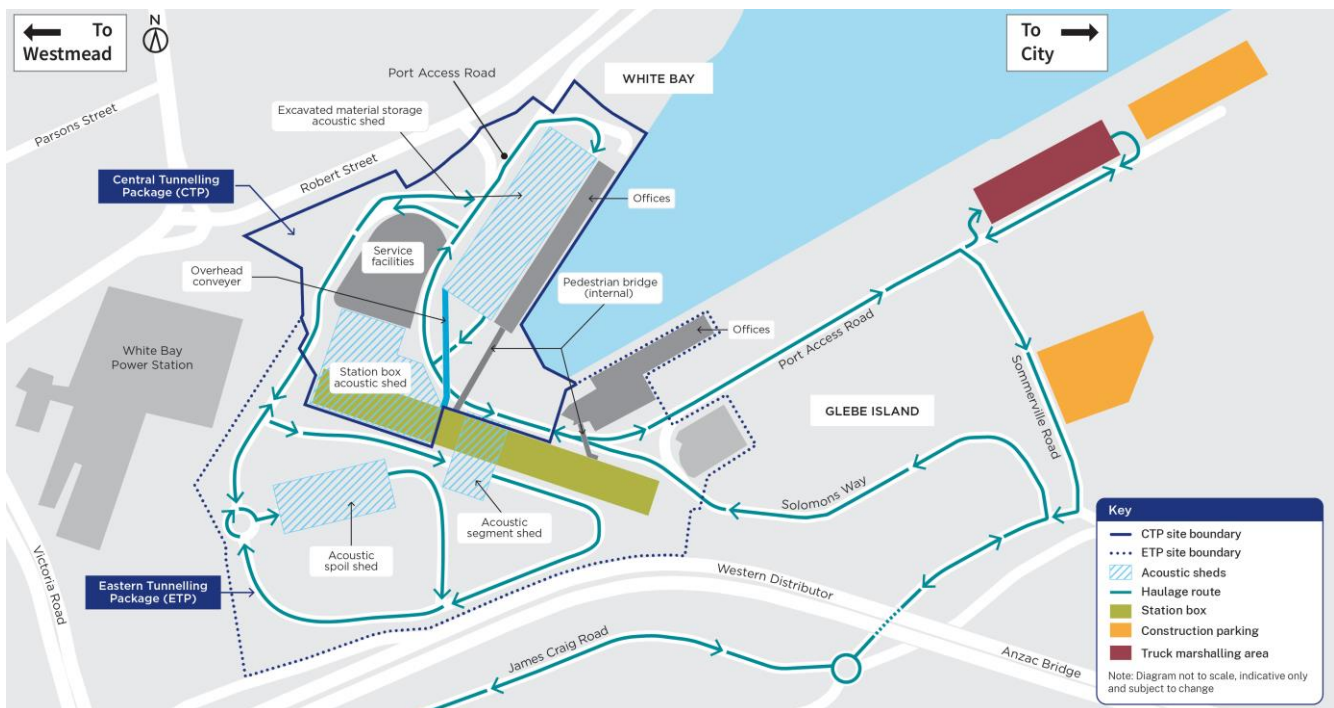 To
Westmead
N
To
City
Port Access Road
WHITE BAY
Excavated material storage
acoustic shed
Parsons Street
Robert Street
Central Tunnelling
Package (CTP)
Offices
Service
facilities
Overhead
conveyer
Pedestrian bridge
(internal)
White Bay
Power Station
Offices
Port Access Road
Station box
acoustic shed
GLEBE ISLAND
Sommerville Road
Solomons Way
Acoustic
segment shed
Acoustic
spoil shed
Victoria Road
Eastern Tunnelling
Package (ETP)
Western Distributor
James Craig Road
Anzac Bridge
Key
CTP site boundary
ETP site boundary
Acoustic sheds
Haulage route
Station box
Construction parking
Truck marshalling area
Note: Diagram not to scale, indicative only
and subject to change